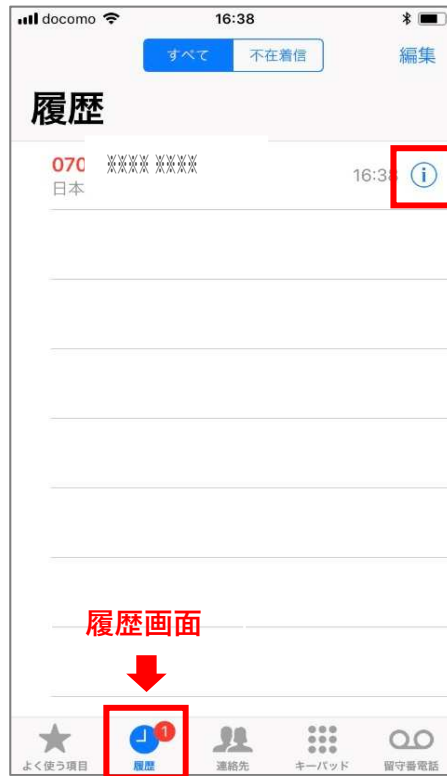 docomo 16:38
すべて 不在着信 編集
履歴
070 ※※※※ ※※※※
日本
16:38
履歴画面
1
よく使う項目 履歴 連絡先 キーパッド 留守番電話